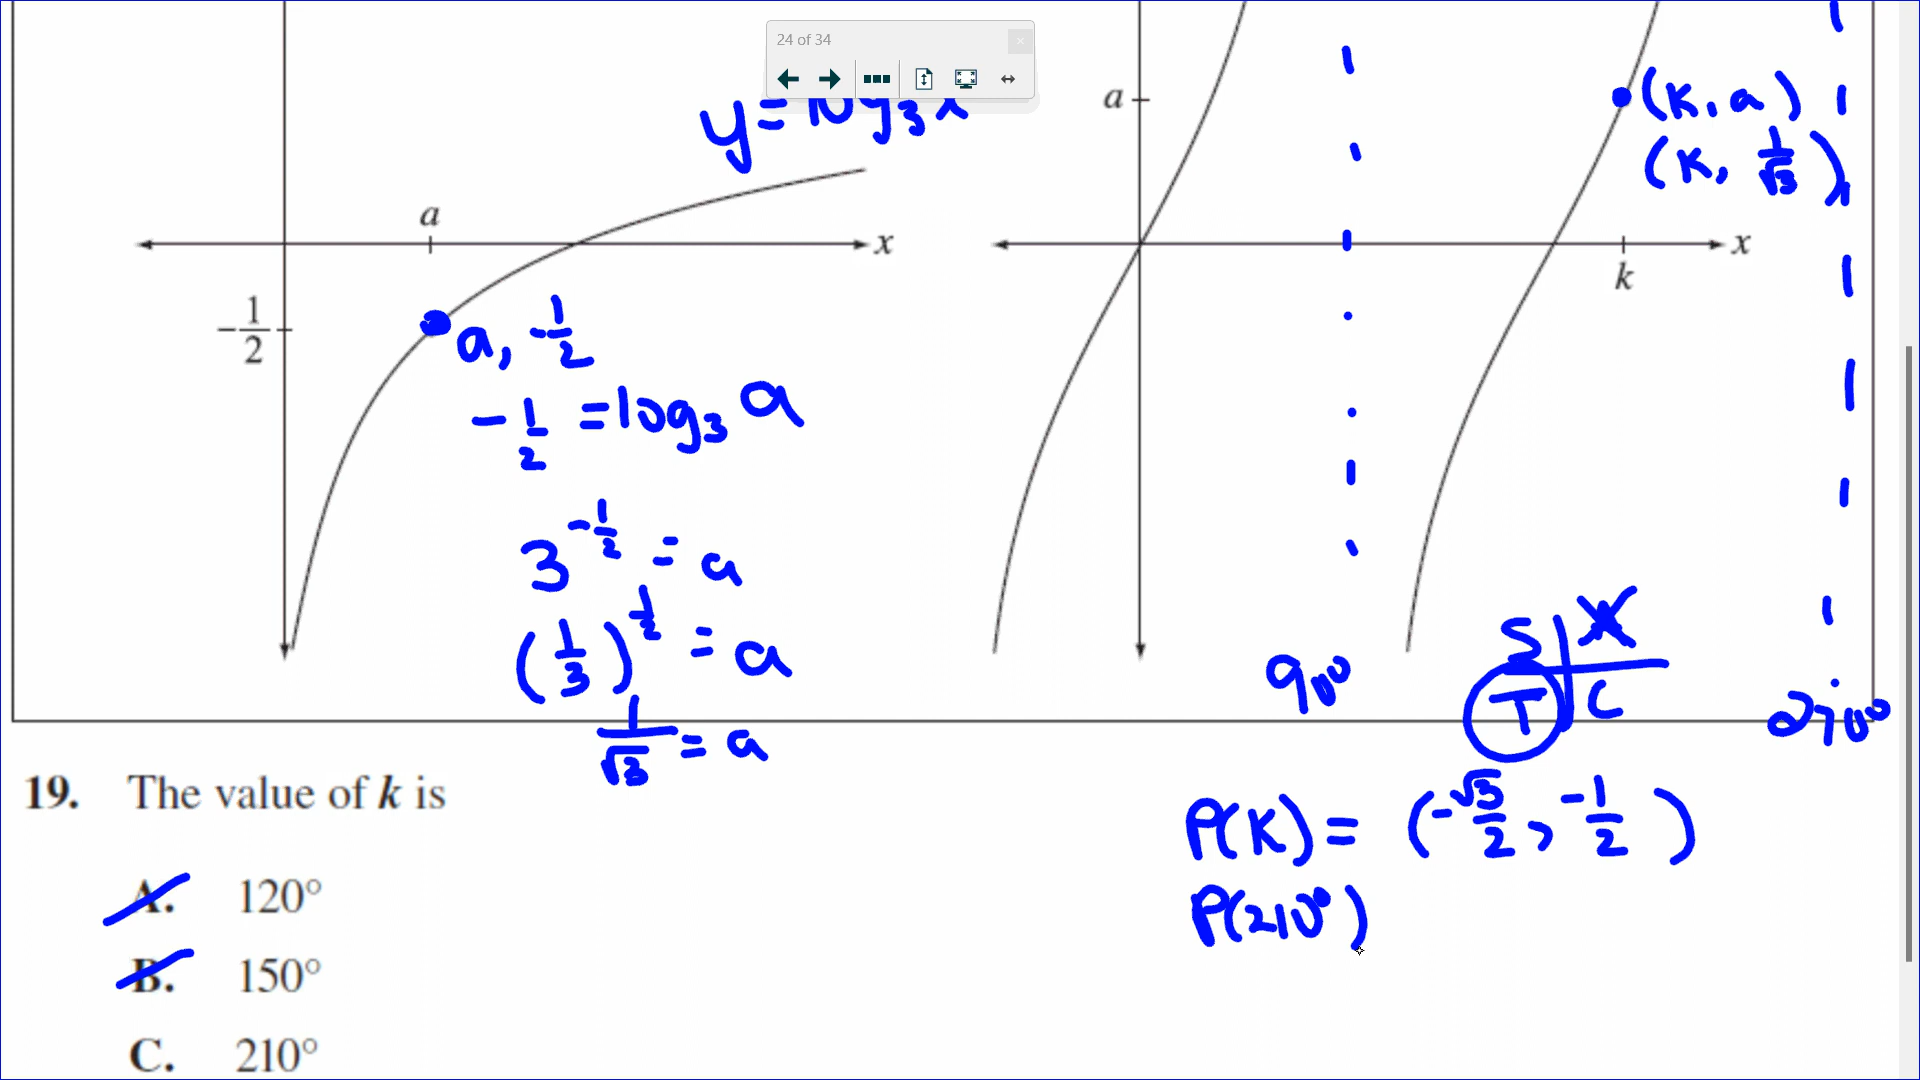 24 of 34
y = log₃x
a
(k, a)
(k, 1/√3)
a
x
x
k
-1/2
a, -1/2
-1/2 = log₃ a
3^(-1/2) = a
(1/3)^(1/2) = a
1/√3 = a
90°
S
T
C
270°
19. The value of k is
P(K) = (-√3/2, -1/2)
P(210°)
A. 120°
B. 150°
C. 210°